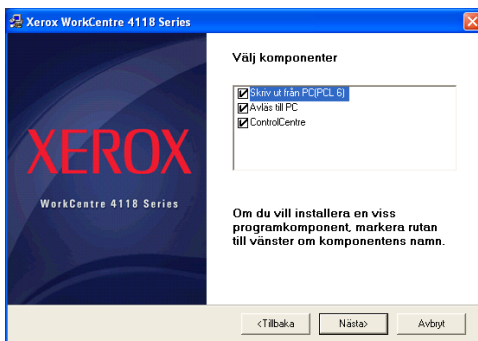 Xerox WorkCentre 4118 Series
Välj komponenter
Skriv ut från PC(PCL 6)
Avläs till PC
ControlCentre
XEROX
WorkCentre 4118 Series
Om du vill installera en viss
programkomponent, markera rutan
till vänster om komponentens namn.
<Tillbaka
Nästa>
Avbryt